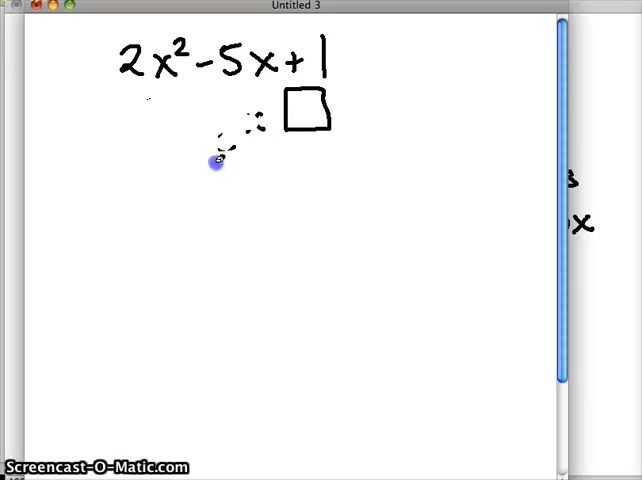 Untitled 3
2x² - 5x + 1
x
Screencast-O-Matic.com